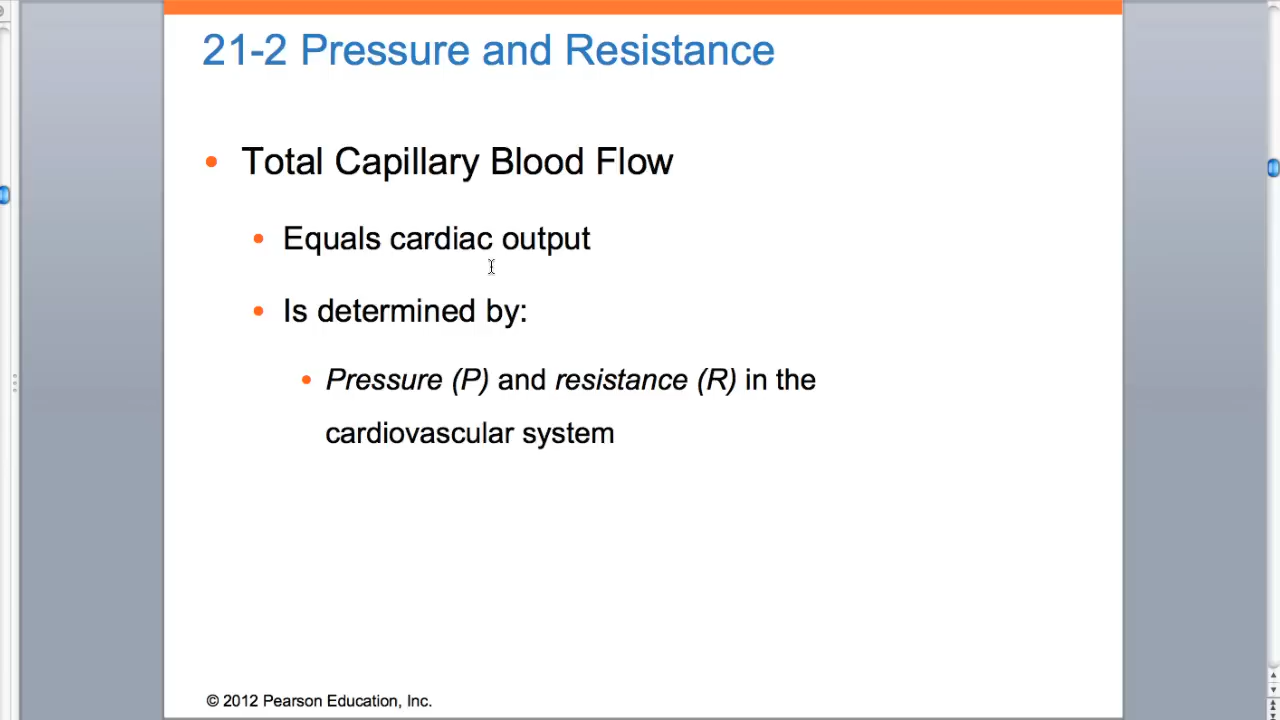 21-2 Pressure and Resistance
• Total Capillary Blood Flow
• Equals cardiac output
• Is determined by:
• Pressure (P) and resistance (R) in the
cardiovascular system
© 2012 Pearson Education, Inc.